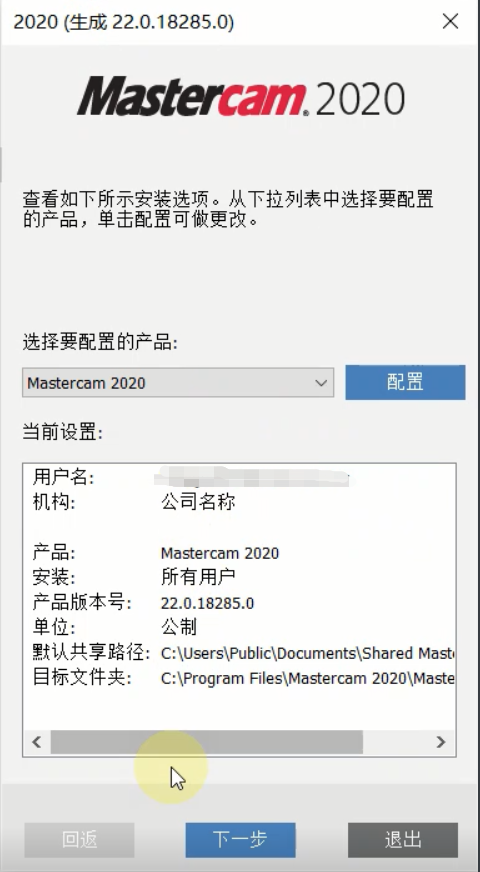 2020 (生成 22.0.18285.0)
Mastercam 2020
查看如下所示安装选项。从下拉列表中选择要配置
的产品，单击配置可做更改。
选择要配置的产品:
Mastercam 2020
配置
当前设置:
用户名:
机构: 公司名称
产品: Mastercam 2020
安装: 所有用户
产品版本号: 22.0.18285.0
单位: 公制
默认共享路径: C:\Users\Public\Documents\Shared Maste
目标文件夹: C:\Program Files\Mastercam 2020\Maste
回返 下一步 退出